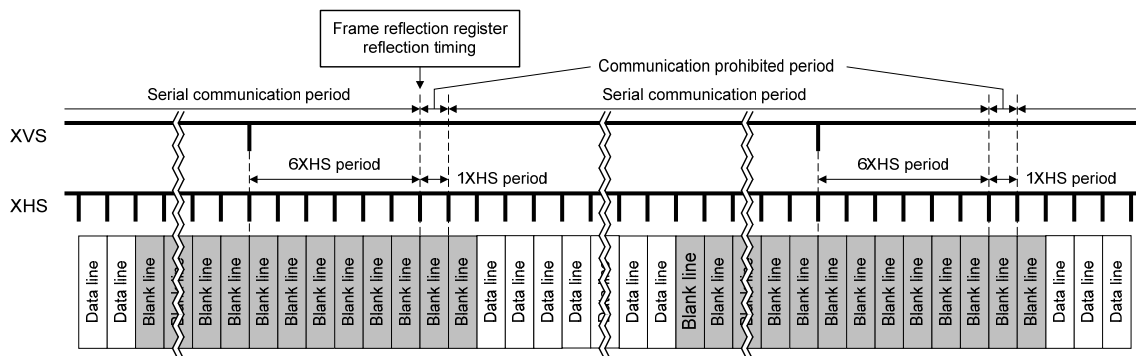 Frame reflection register
reflection timing
Communication prohibited period
Serial communication period
Serial communication period
XVS
6XHS period
1XHS period
6XHS period
1XHS period
XHS
Data line
Data line
Blank line
Blank line
Blank line
Blank line
Blank line
Blank line
Blank line
Blank line
Blank line
Blank line
Blank line
Data line
Data line
Data line
Data line
Data line
Data line
Blank line
Blank line
Blank line
Blank line
Blank line
Blank line
Blank line
Blank line
Blank line
Blank line
Blank line
Blank line
Data line
Data line
Data line